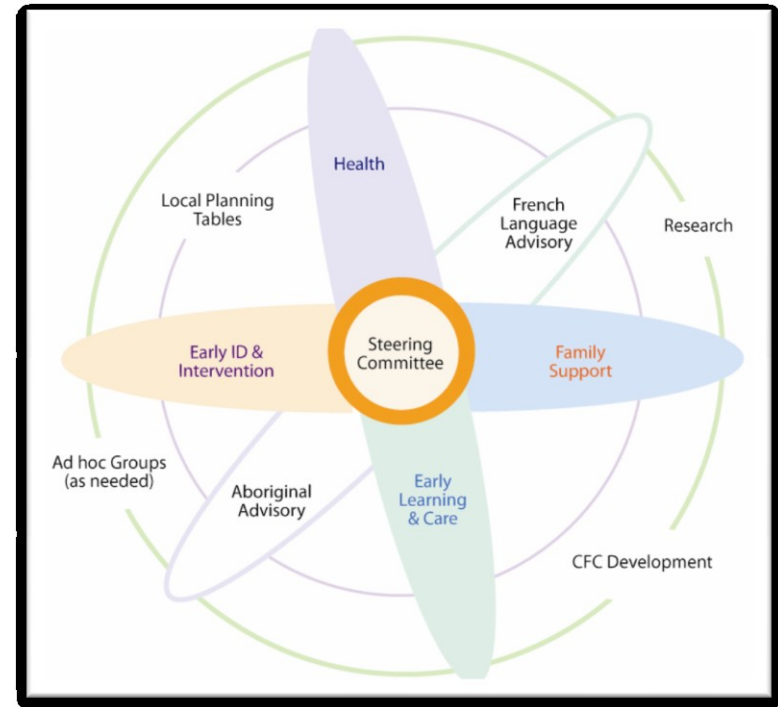 Health
Local Planning
Tables
French
Language
Advisory
Research
Early ID &
Intervention
Steering
Committee
Family
Support
Ad hoc Groups
(as needed)
Aboriginal
Advisory
Early
Learning
& Care
CFC Development